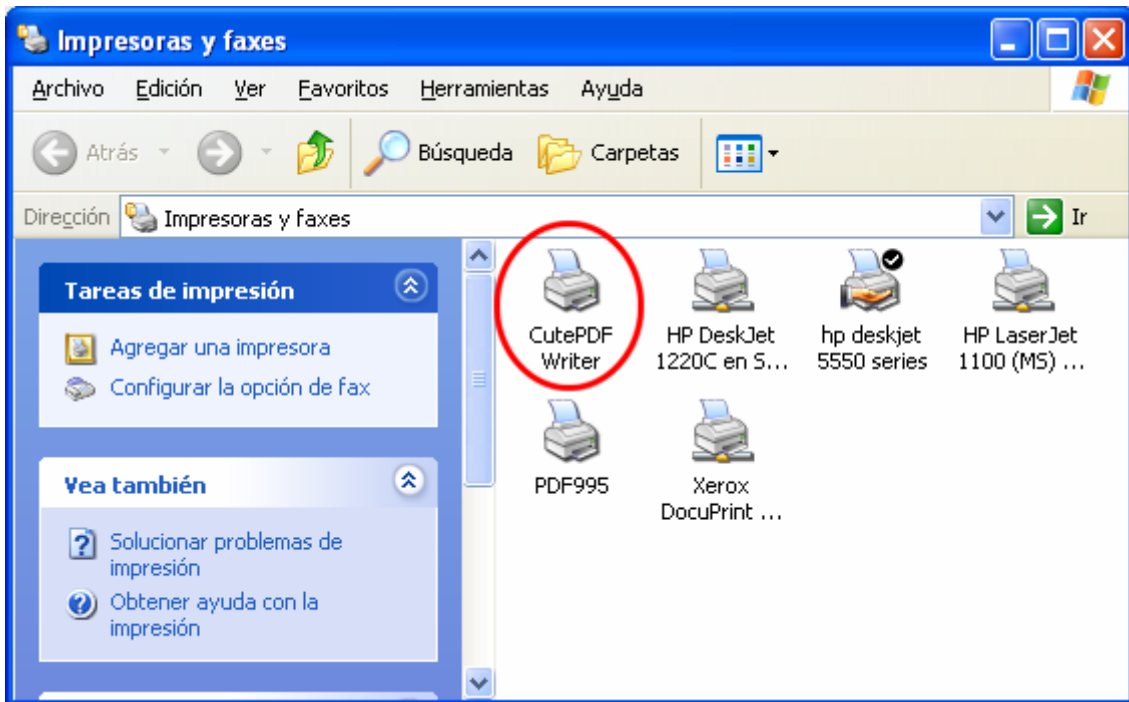 Impresoras y faxes
Archivo Edición Ver Favoritos Herramientas Ayuda
Atrás Búsqueda Carpetas
Dirección Impresoras y faxes Ir
Tareas de impresión
Agregar una impresora
Configurar la opción de fax
Vea también
Solucionar problemas de
impresión
Obtener ayuda con la
impresión
CutePDF
Writer
HP DeskJet
1220C en S...
hp deskjet
5550 series
HP LaserJet
1100 (MS) ...
PDF995
Xerox
DocuPrint ...